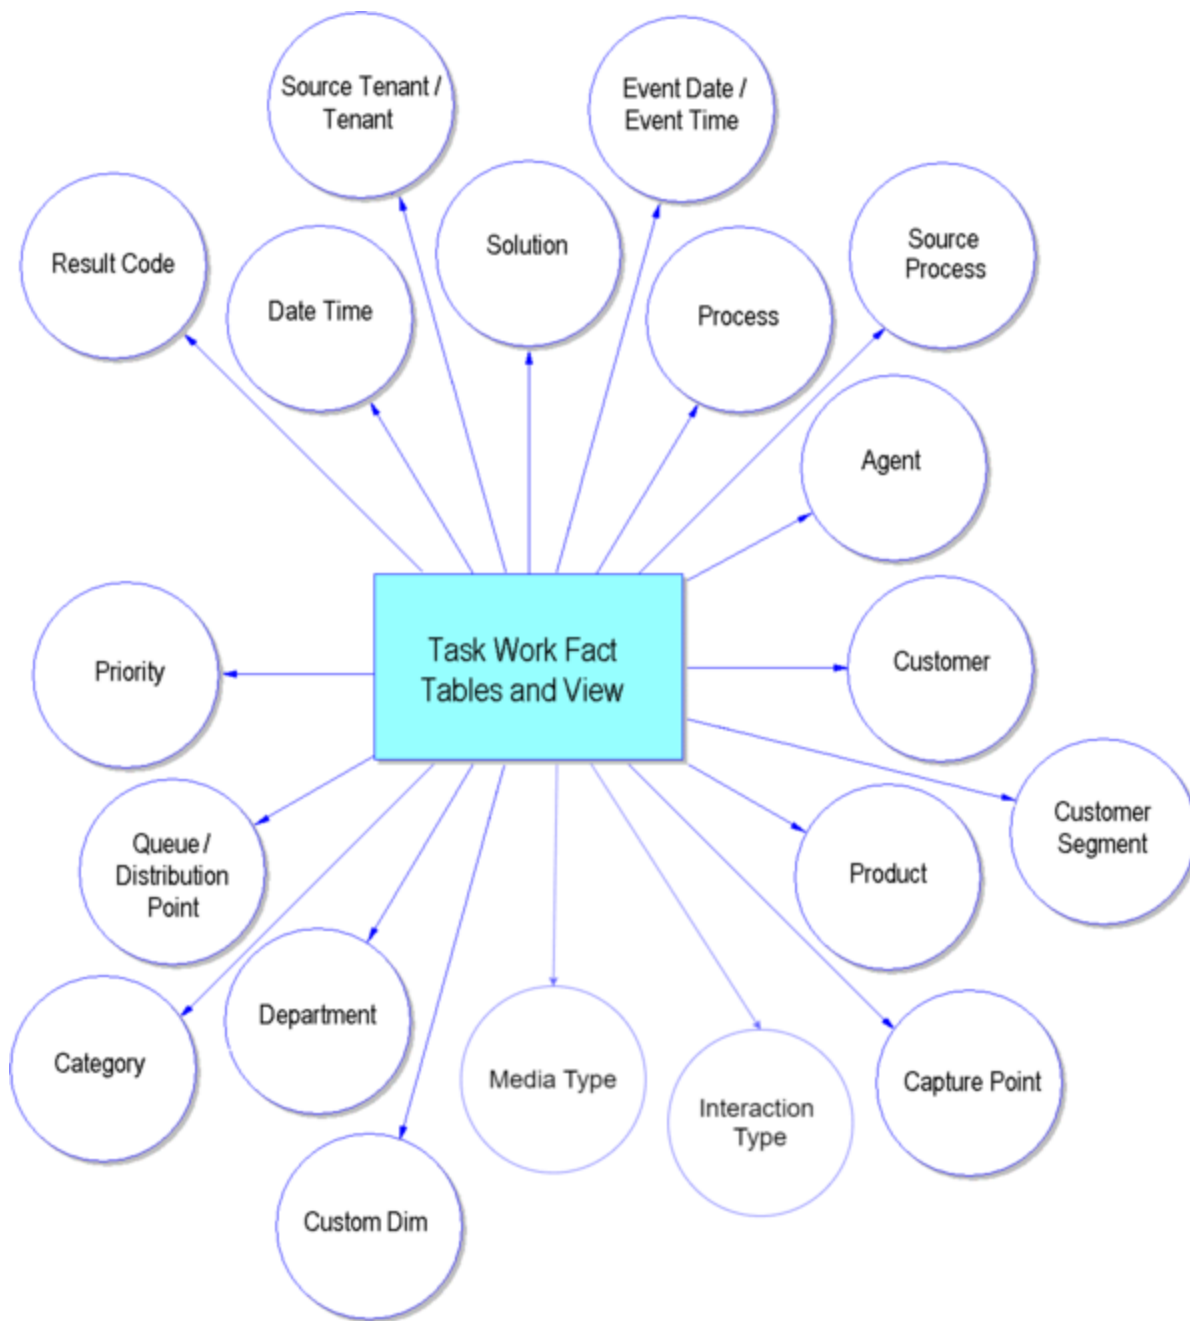 Source Tenant /
Tenant
Event Date /
Event Time
Solution
Source
Process
Result Code
Date Time
Process
Agent
Task Work Fact
Tables and View
Priority
Customer
Queue /
Distribution
Point
Customer
Segment
Product
Department
Category
Media Type
Interaction
Type
Capture Point
Custom Dim